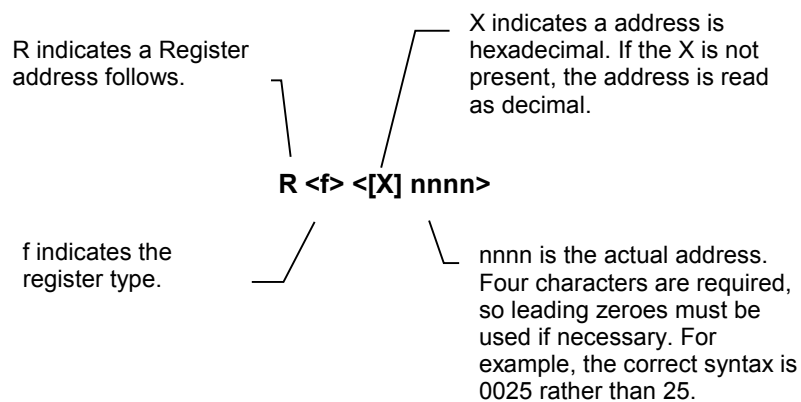 R indicates a Register
address follows.
X indicates a address is
hexadecimal. If the X is not
present, the address is read
as decimal.
R <f> <[X] nnnn>
f indicates the
register type.
nnnn is the actual address.
Four characters are required,
so leading zeroes must be
used if necessary. For
example, the correct syntax is
0025 rather than 25.